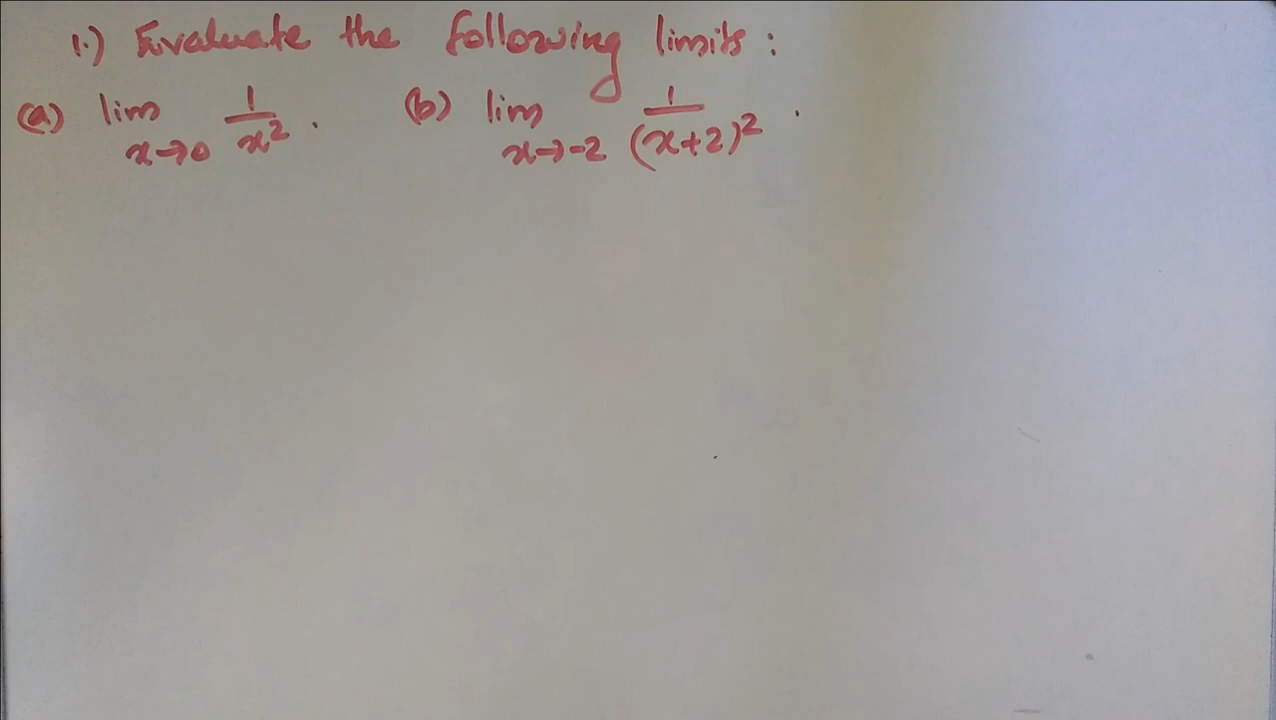 1.) Evaluate the following limits :
(a) lim x→0 1/x² . (b) lim x→-2 1/(x+2)² .